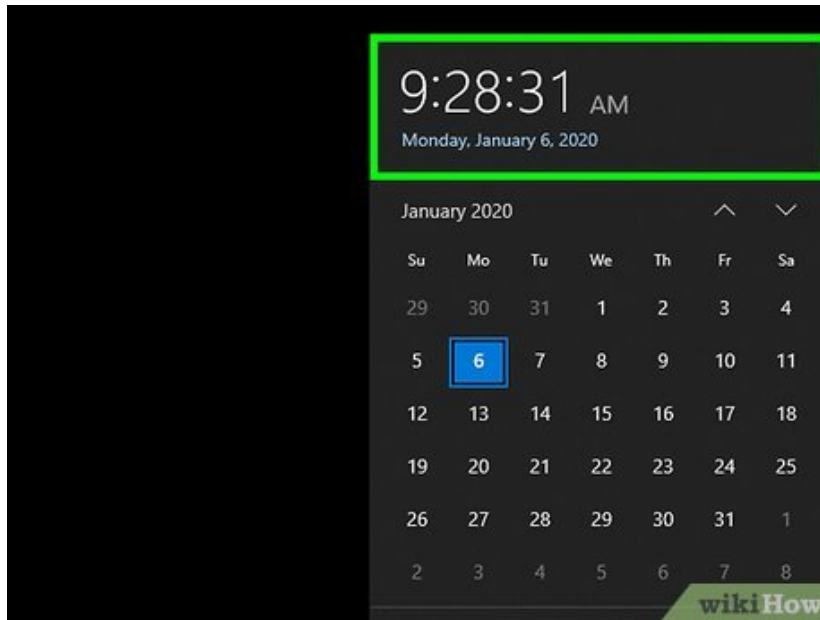 9:28:31 AM
Monday, January 6, 2020
January 2020
Su Mo Tu We Th Fr Sa
29 30 31 1 2 3 4
5 6 7 8 9 10 11
12 13 14 15 16 17 18
19 20 21 22 23 24 25
26 27 28 29 30 31 1
2 3 4 5 6 7 8
wikiHow